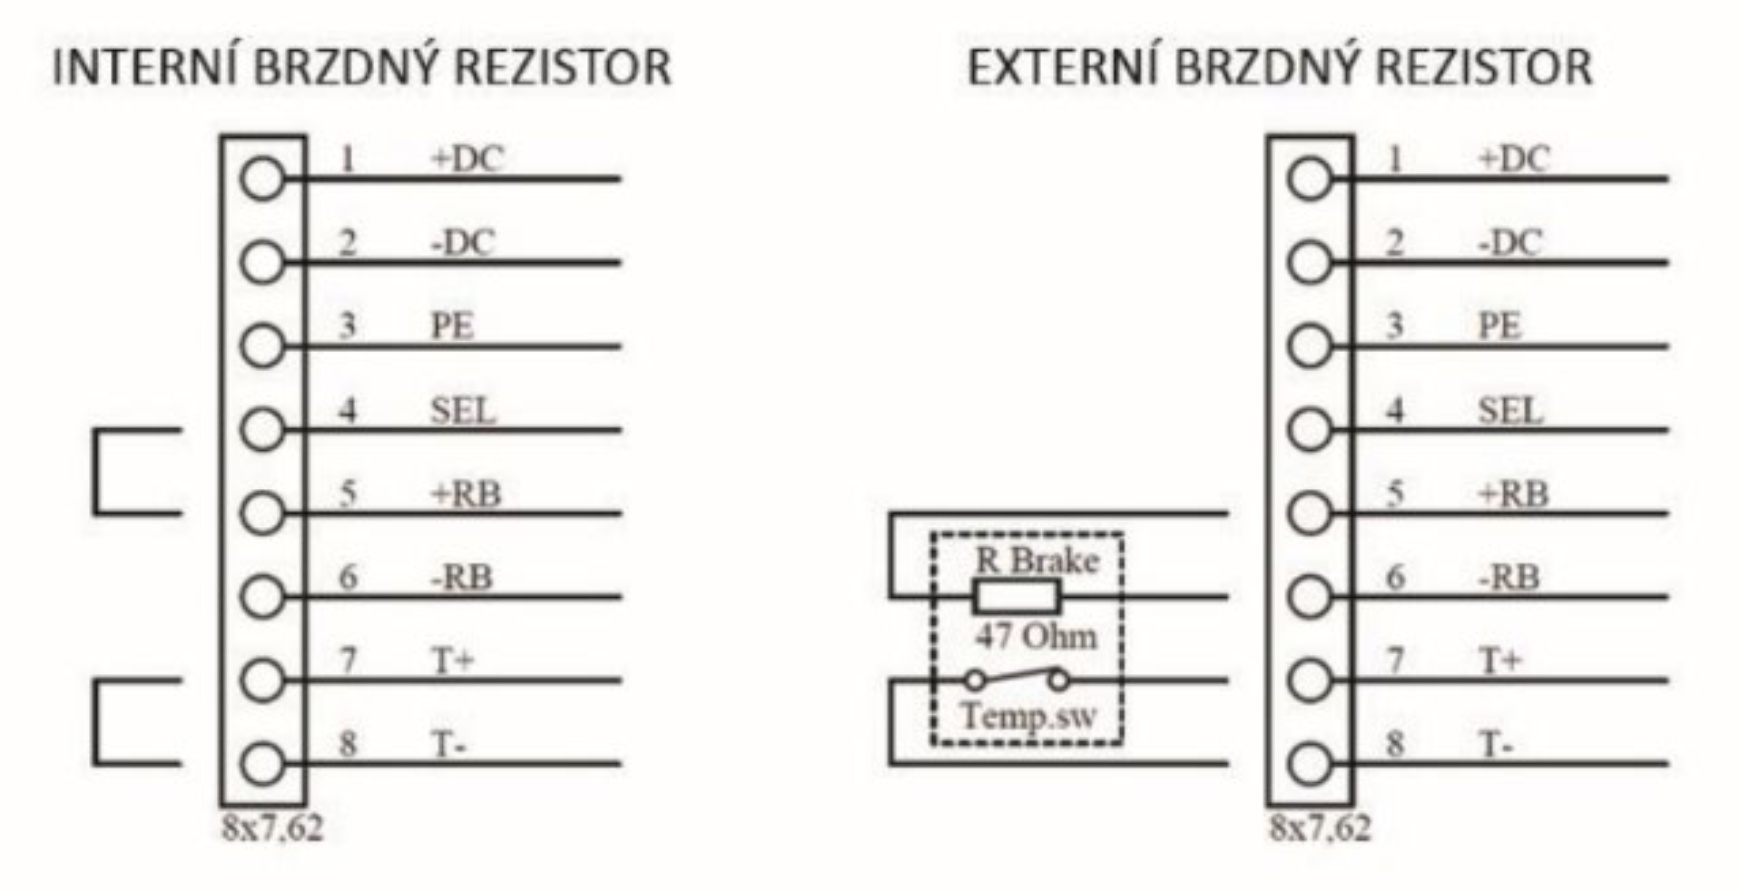 INTERNÍ BRZDNÝ REZISTOR
1 +DC
2 -DC
3 PE
4 SEL
5 +RB
6 -RB
7 T+
8 T-
8x7,62
EXTERNÍ BRZDNÝ REZISTOR
1 +DC
2 -DC
3 PE
4 SEL
5 +RB
R Brake
6 -RB
47 Ohm
7 T+
Temp.sw
8 T-
8x7,62